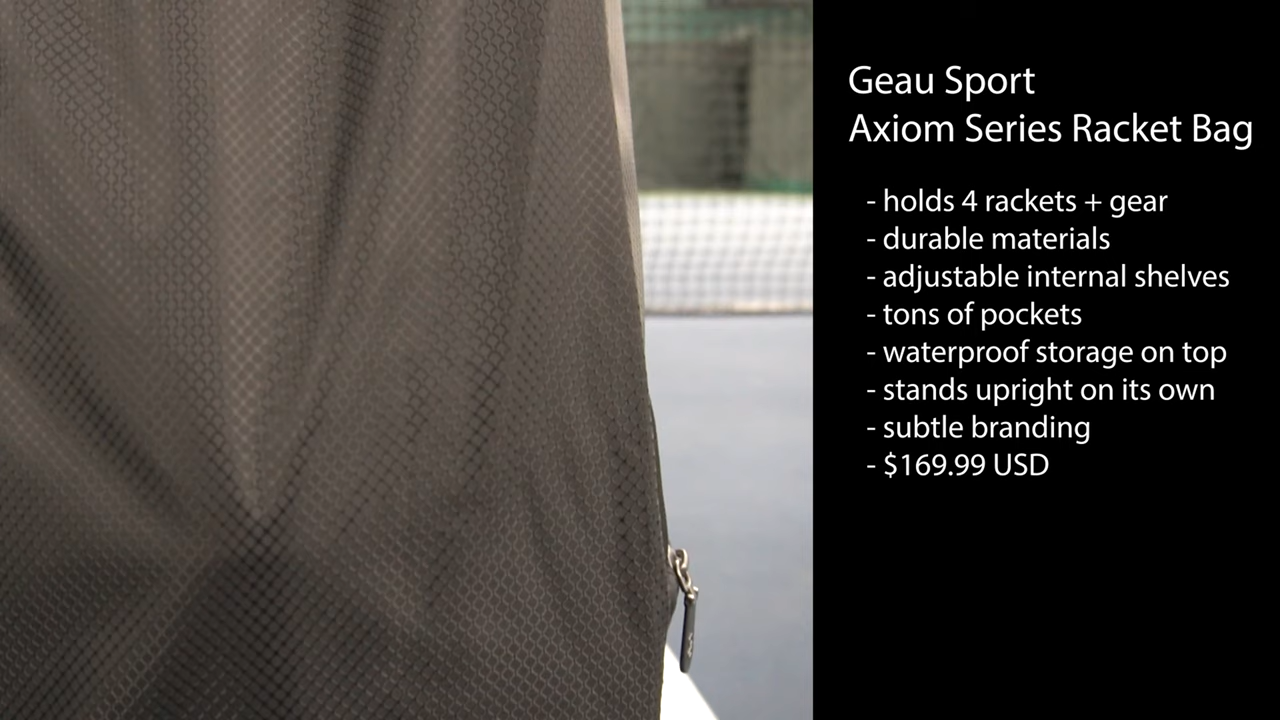 Geau Sport
Axiom Series Racket Bag
- holds 4 rackets + gear
- durable materials
- adjustable internal shelves
- tons of pockets
- waterproof storage on top
- stands upright on its own
- subtle branding
- $169.99 USD